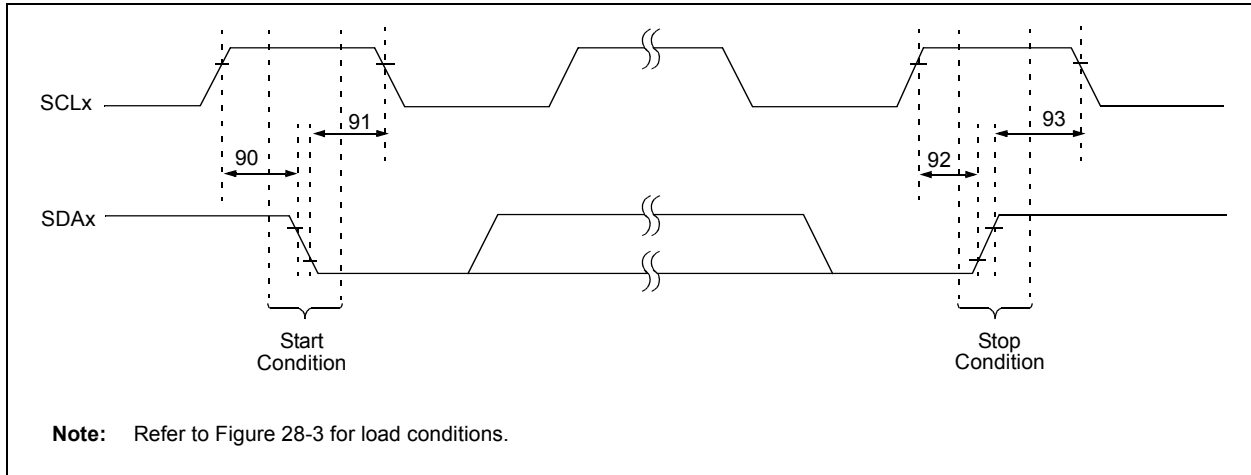 SCLx
91
93
90
92
SDAx
Start
Condition
Stop
Condition
Note: Refer to Figure 28-3 for load conditions.